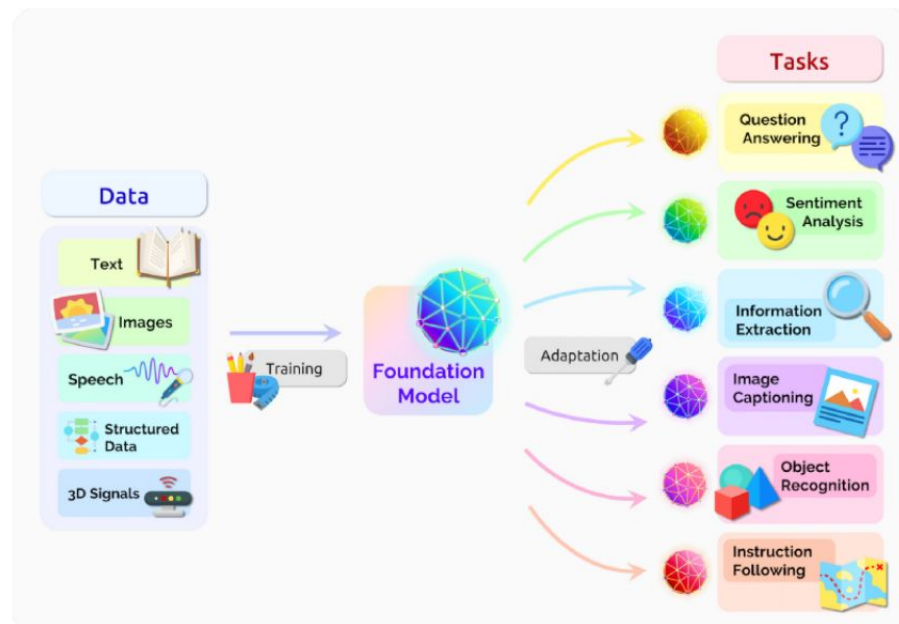 Tasks
Question
Answering
?
Data
Sentiment
Analysis
Text
Images
Information
Extraction
Training
Foundation
Model
Adaptation
Speech
Image
Captioning
Structured
Data
Object
Recognition
3D Signals
Instruction
Following